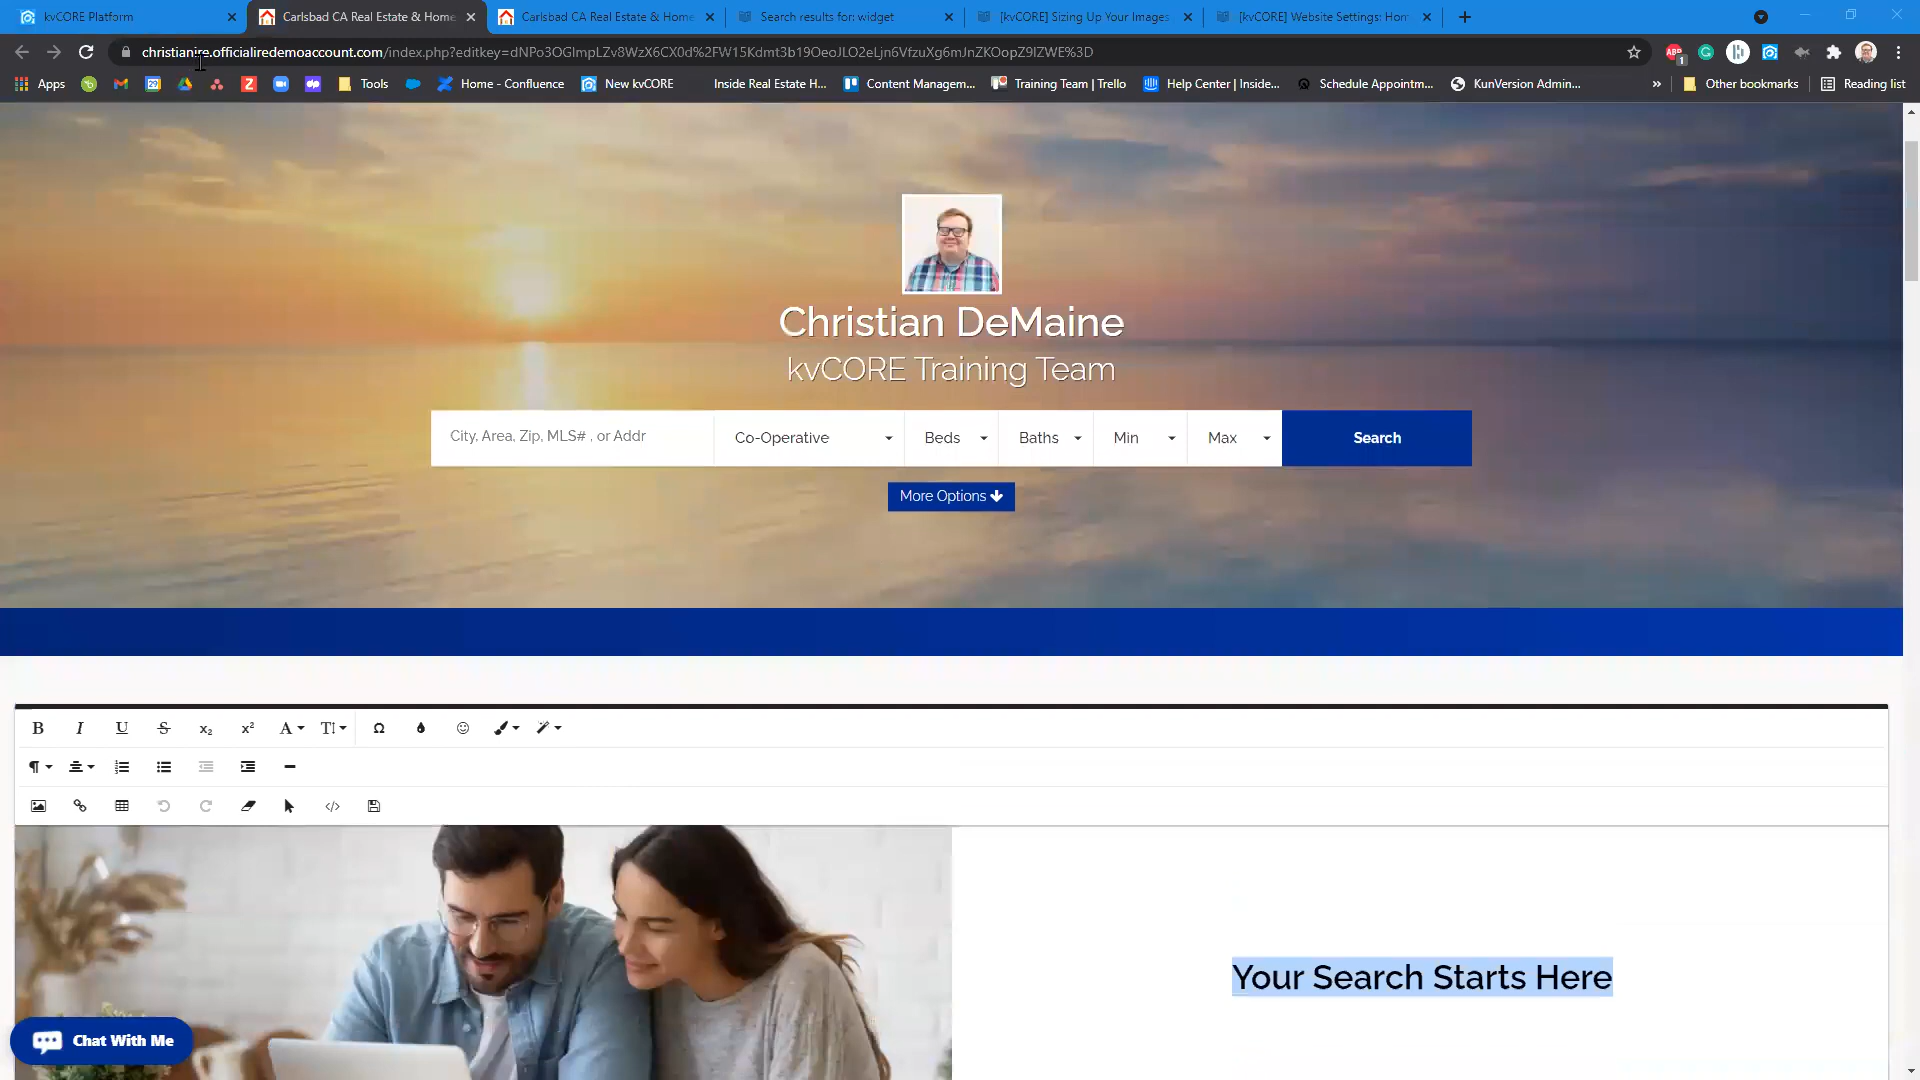 kvCORE Platform
Carlsbad CA Real Estate & Home
Carlsbad CA Real Estate & Home
Search results for: widget
[kvCORE] Sizing Up Your Images
[kvCORE] Website Settings: Hom
christianire.officialiredemoaccount.com/index.php?editkey=
Apps
Tools
Home - Confluence
New kvCORE
Inside Real Estate H...
Content Managem...
Training Team | Trello
Help Center | Inside...
Schedule Appointm...
KunVersion Admin...
»
Other bookmarks
Reading list
Christian DeMaine
kvCORE Training Team
City, Area, Zip, MLS# , or Addr
Co-Operative
Beds
Baths
Min
Max
Search
More Options
Your Search Starts Here
Chat With Me